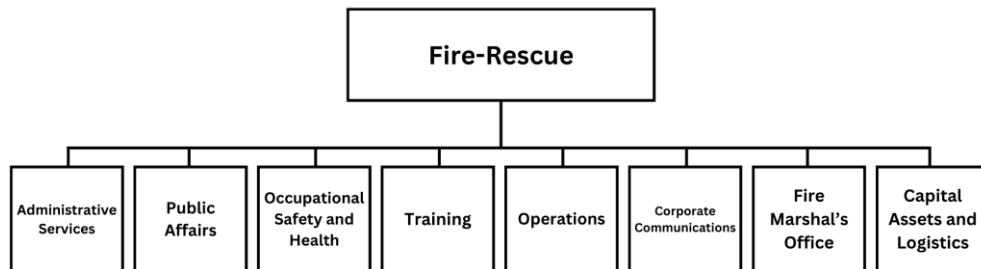 Fire-Rescue
Administrative
Services
Public
Affairs
Occupational
Safety and
Health
Training
Operations
Corporate
Communications
Fire
Marshal’s
Office
Capital
Assets and
Logistics